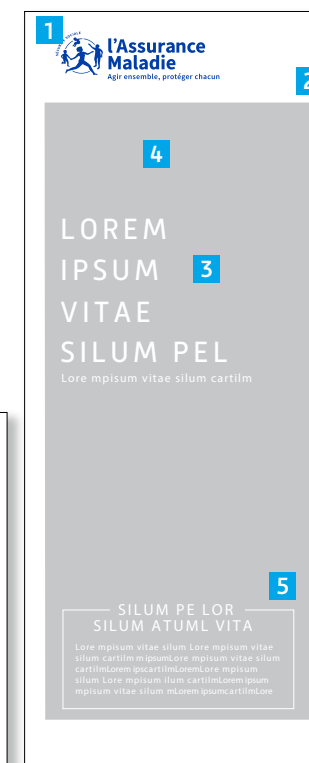 1
l'Assurance
Maladie
Agir ensemble, protéger chacun
2
4
LOREM
IPSUM
3
VITAE
SILUM PEL
Lore mpisum vitae silum cartilm
5
SILUM PE LOR
SILUM ATUML VITA
Lore mpisum vitae silum Lore mpisum vitae
silum cartilm mipsumLore mpisum vitae silum
cartilmLorem ipscartilmLoremLore mpisum
silum Lore mpisum ilum cartilmLorem ipsum
mpisum vitae silum mLorem ipsumcartilmLore